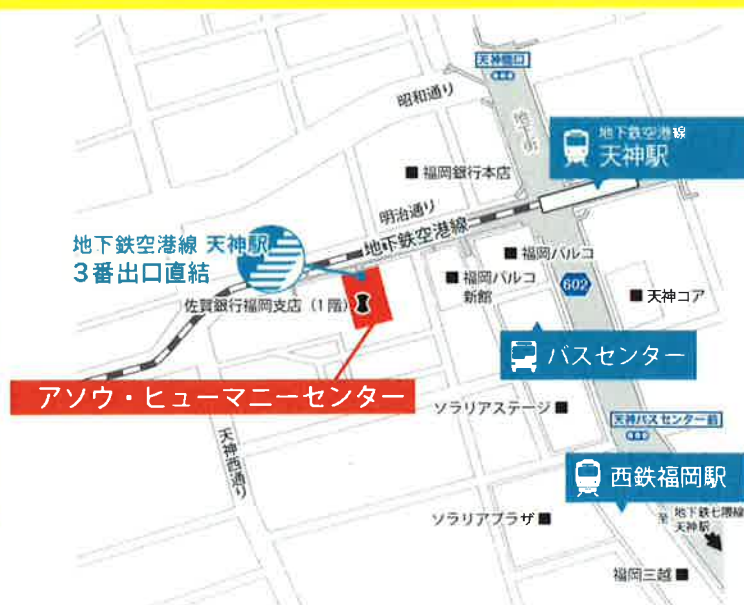 天神橋口
昭和通り
地下街
地下鉄空港線
天神駅
福岡銀行本店
明治通り
地下鉄空港線
地下鉄空港線 天神駅
3番出口直結
福岡パルコ
福岡パルコ
新館
602
天神コア
佐賀銀行福岡支店(1階)
バスセンター
アソウ・ヒューマニーセンター
ソラリアステージ
天神バスセンター前
天神西通り
西鉄福岡駅
ソラリアプラザ
至 地下鉄七隈線
天神駅
福岡三越